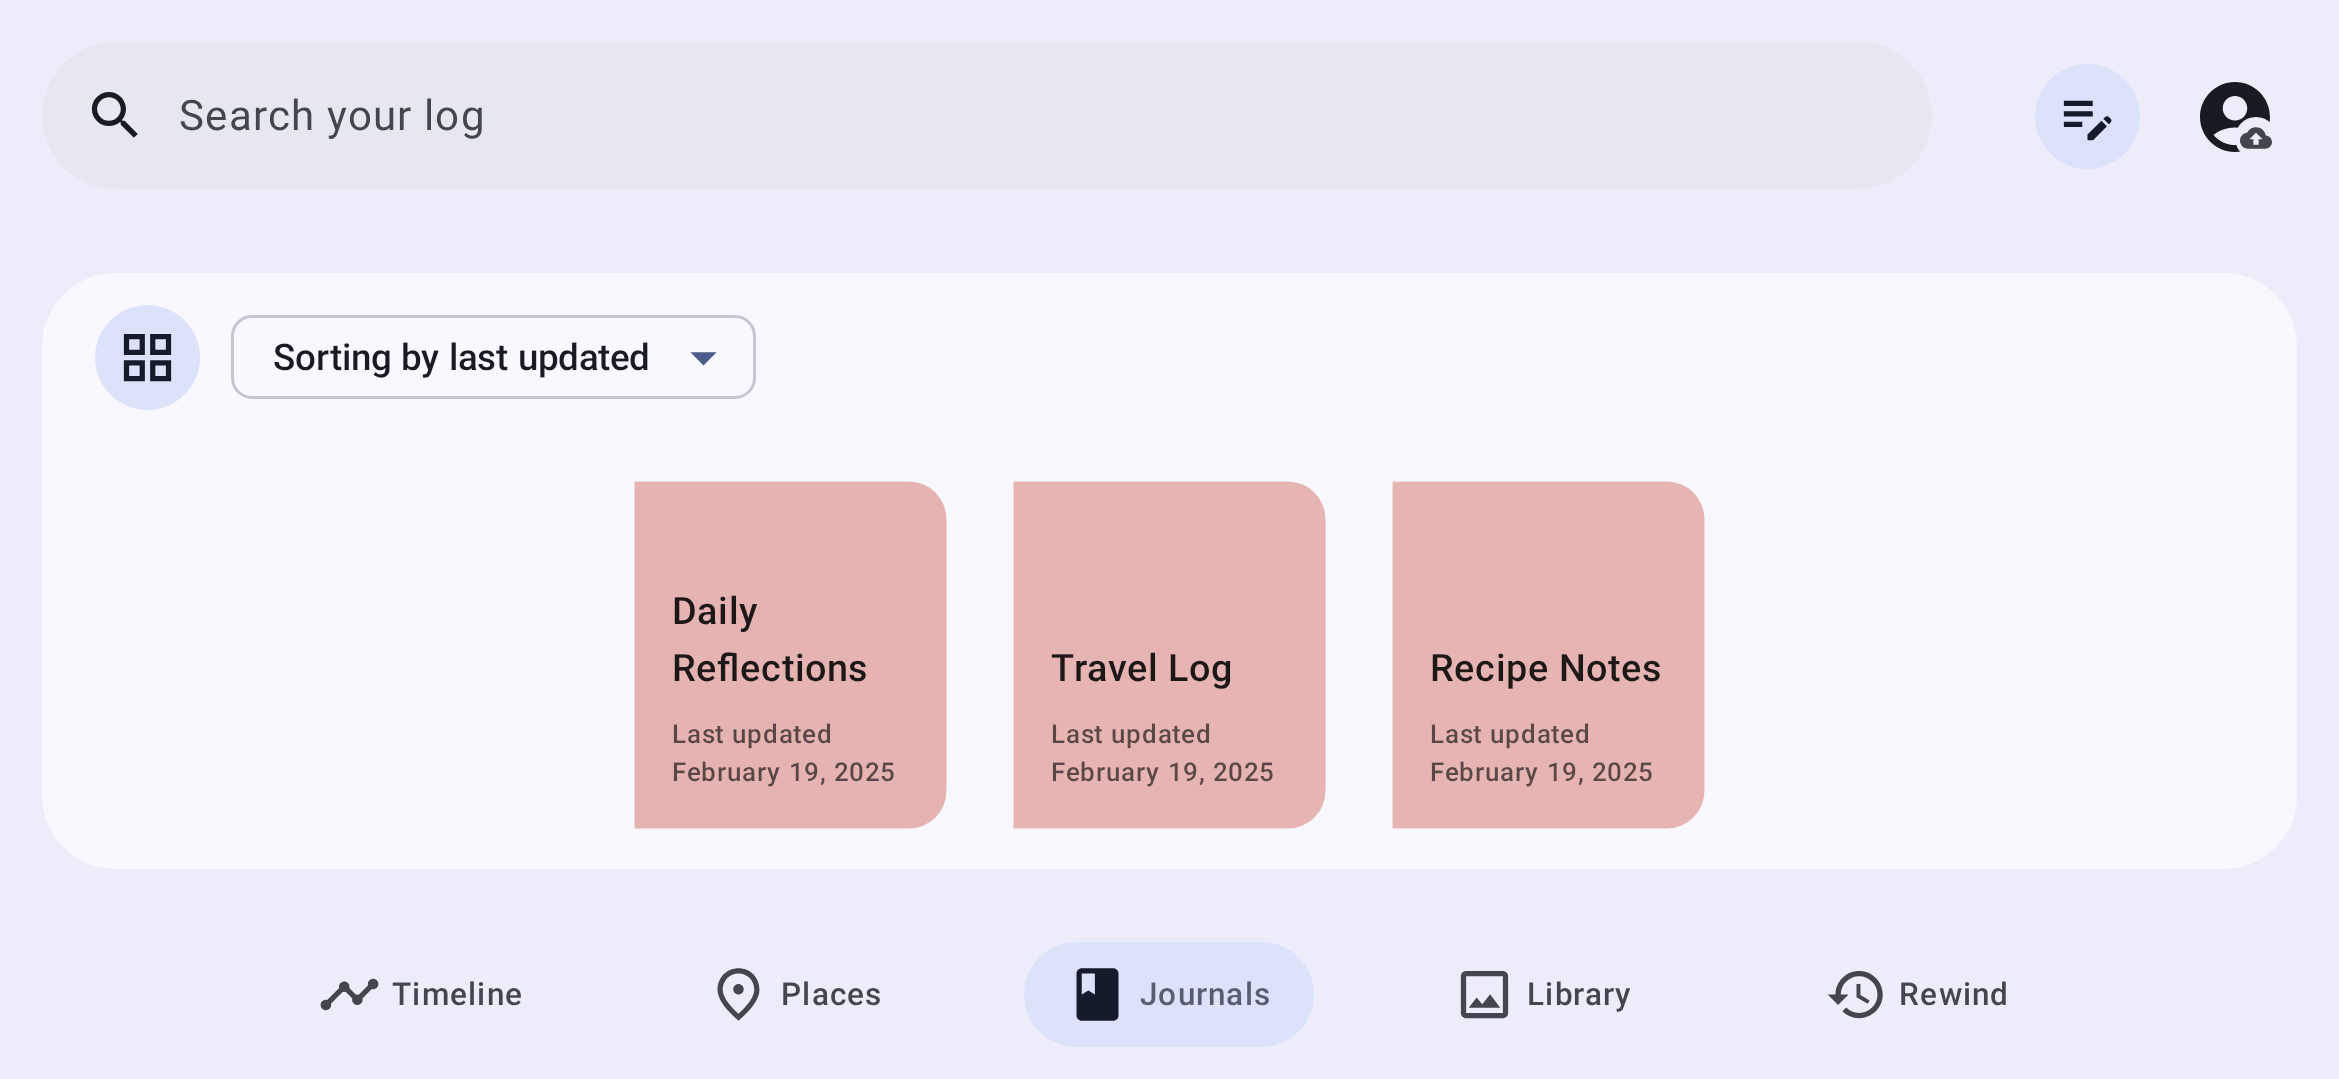 Search your log
Sorting by last updated
Daily
Reflections
Last updated
February 19, 2025
Travel Log
Last updated
February 19, 2025
Recipe Notes
Last updated
February 19, 2025
Timeline
Places
Journals
Library
Rewind